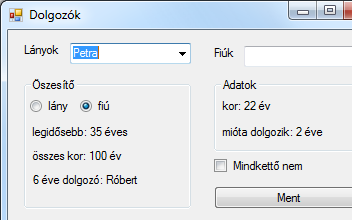 Dolgozók
Lányok Petra Fiúk
Öszesítő Adatok
lány fiú kor: 22 év
legidősebb: 35 éves mióta dolgozik: 2 éve
összes kor: 100 év
6 éve dolgozó: Róbert Mindkettő nem
Ment